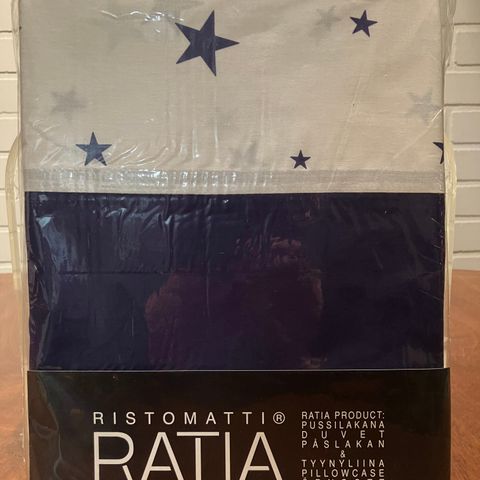 RISTOMATTI®
RATIA
RATIA PRODUCT:
PUSSILAKANA
DUVET
PÅSLAKAN
&
TYYNYLIINA
PILLOWCASE